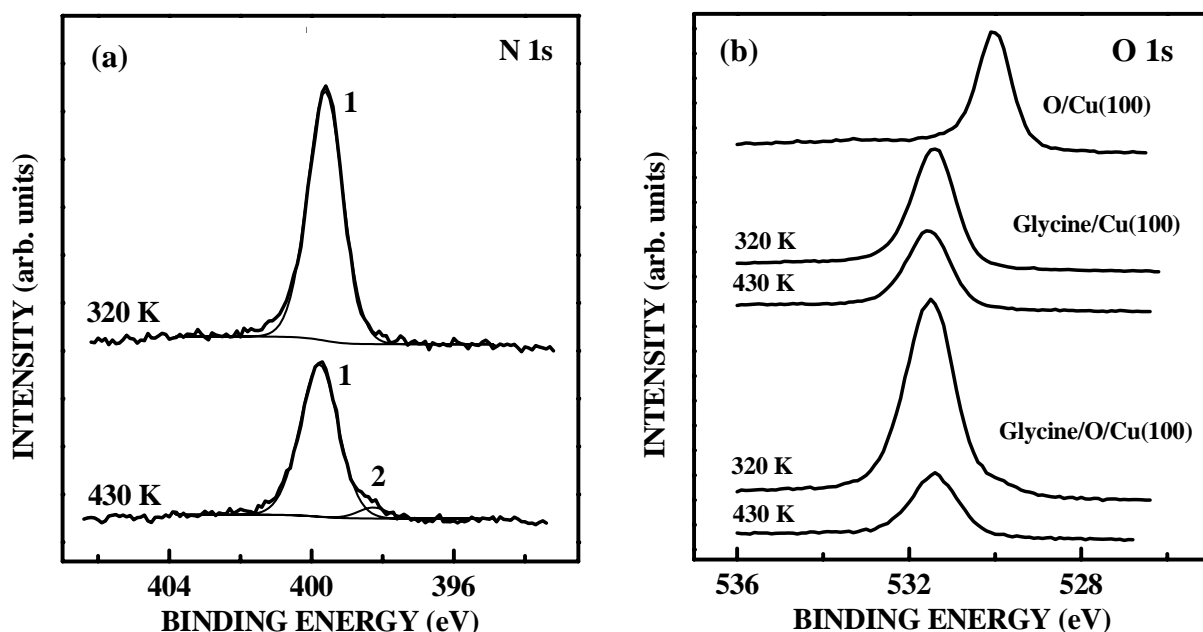 (a)
N 1s
1
320 K
1
2
430 K
404
400
396
BINDING ENERGY (eV)
INTENSITY (arb. units)
(b)
O 1s
O/Cu(100)
320 K
Glycine/Cu(100)
430 K
Glycine/O/Cu(100)
320 K
430 K
536
532
528
BINDING ENERGY (eV)
INTENSITY (arb. units)